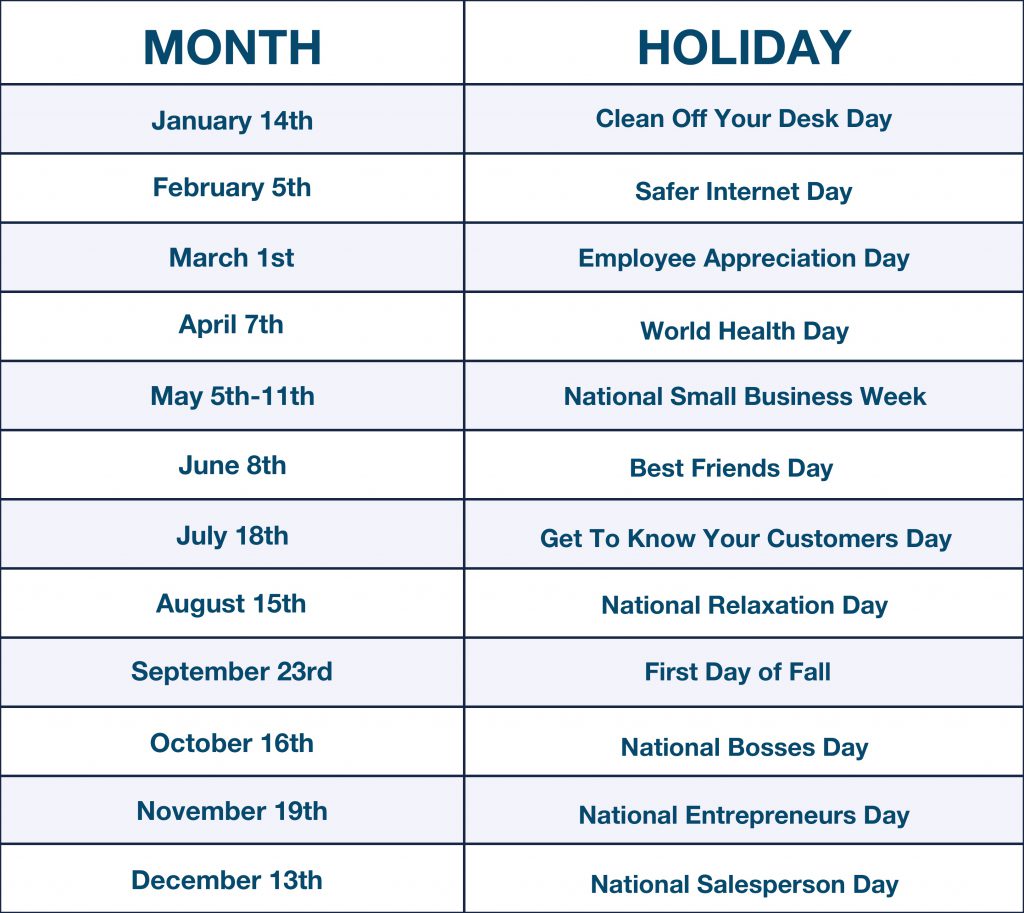 MONTH HOLIDAY
January 14th Clean Off Your Desk Day
February 5th Safer Internet Day
March 1st Employee Appreciation Day
April 7th World Health Day
May 5th-11th National Small Business Week
June 8th Best Friends Day
July 18th Get To Know Your Customers Day
August 15th National Relaxation Day
September 23rd First Day of Fall
October 16th National Bosses Day
November 19th National Entrepreneurs Day
December 13th National Salesperson Day